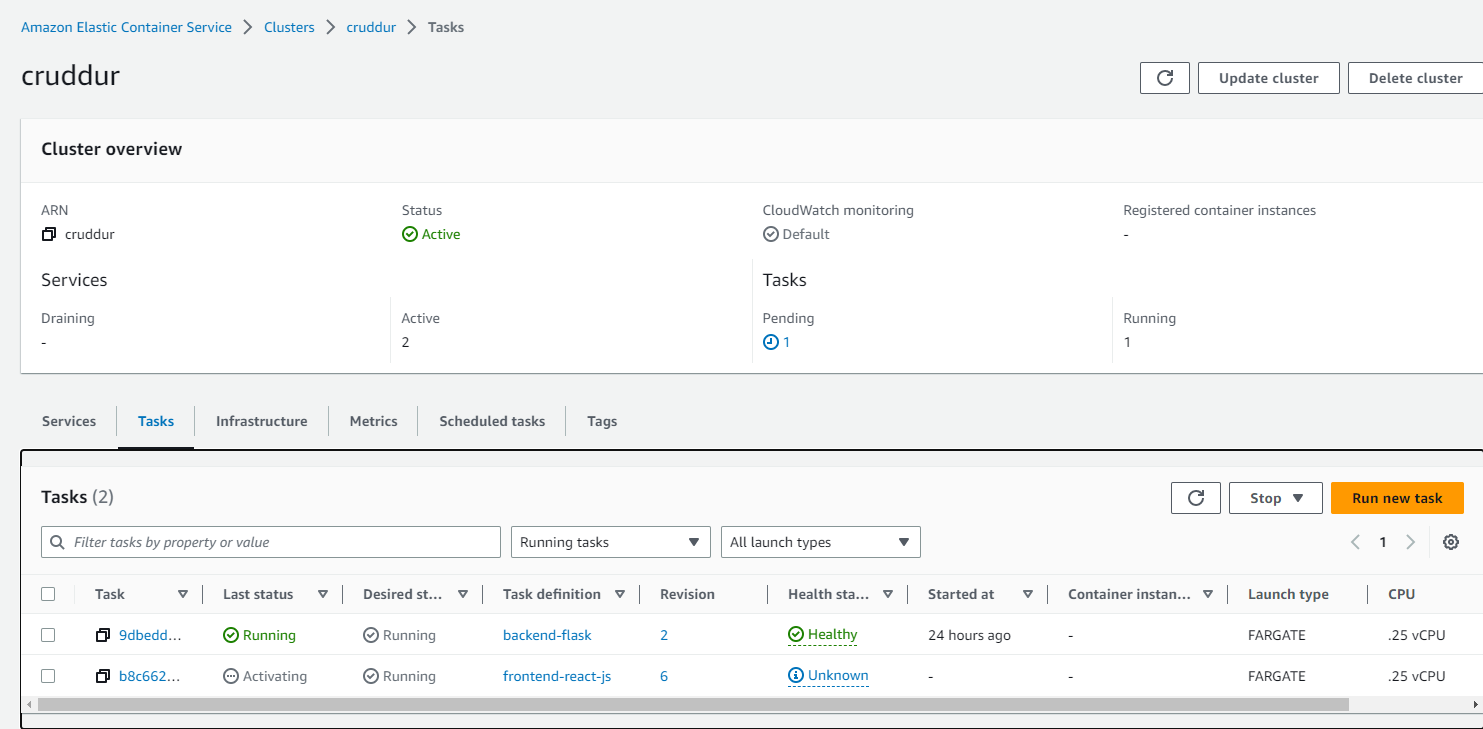 Amazon Elastic Container Service > Clusters > cruddur > Tasks
cruddur
Update cluster Delete cluster
Cluster overview
ARN Status CloudWatch monitoring Registered container instances
cruddur Active Default -
Services Tasks
Draining Active Pending Running
- 2 1 1
Services Tasks Infrastructure Metrics Scheduled tasks Tags
Tasks (2) Stop Run new task
Filter tasks by property or value Running tasks All launch types 1
Task Last status Desired st... Task definition Revision Health sta... Started at Container instan... Launch type CPU
9dbedd... Running Running backend-flask 2 Healthy 24 hours ago - FARGATE .25 vCPU
b8c662... Activating Running frontend-react-js 6 Unknown - - FARGATE .25 vCPU